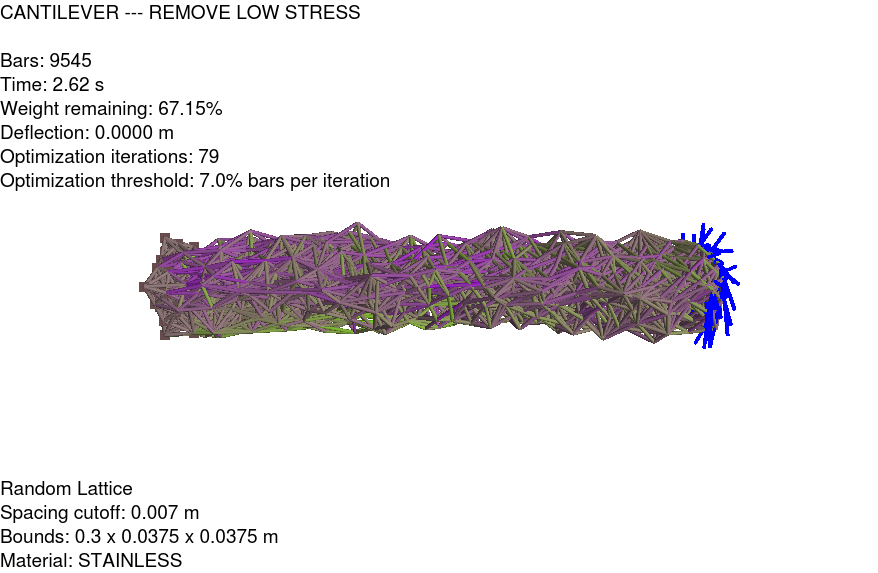 CANTILEVER --- REMOVE LOW STRESS
Bars: 9545
Time: 2.62 s
Weight remaining: 67.15%
Deflection: 0.0000 m
Optimization iterations: 79
Optimization threshold: 7.0% bars per iteration
Random Lattice
Spacing cutoff: 0.007 m
Bounds: 0.3 x 0.0375 x 0.0375 m
Material: STAINLESS